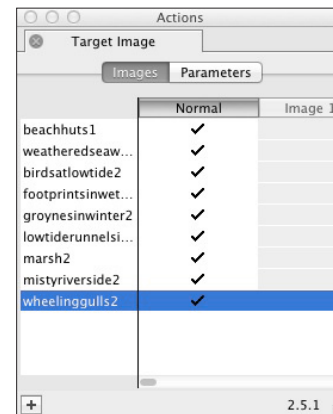 Actions
Target Image
Images Parameters
Normal Image 1
beachhuts1
weatheredseaw...
birdsatlowtide2
footprintsinwet...
groynesinwinter2
lowtiderunnelsi...
marsh2
mistyriverside2
wheelinggulls2
+ 2.5.1